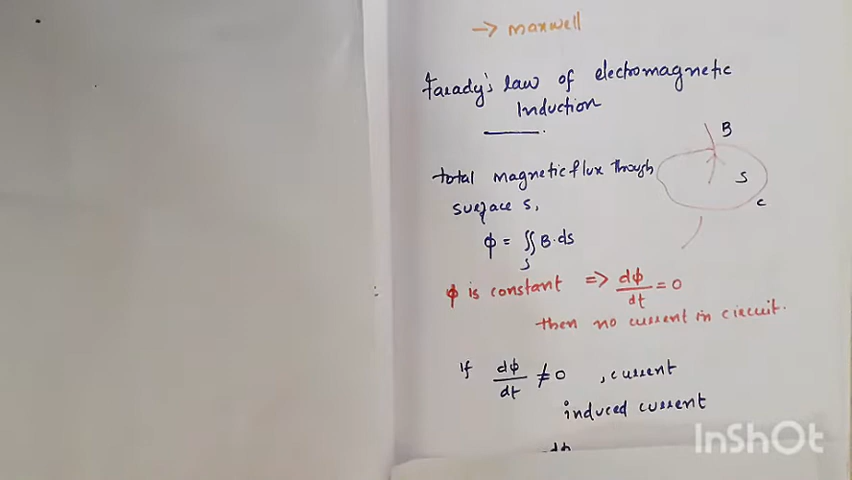 → maxwell
Farady's law of electromagnetic
Induction
B
total magnetic flux through
S
surface s,
c
ϕ = ∬ B·ds
S
ϕ is constant => dϕ/dt = 0
then no current in circuit.
If dϕ/dt ≠ 0 , current
induced current
InShOt